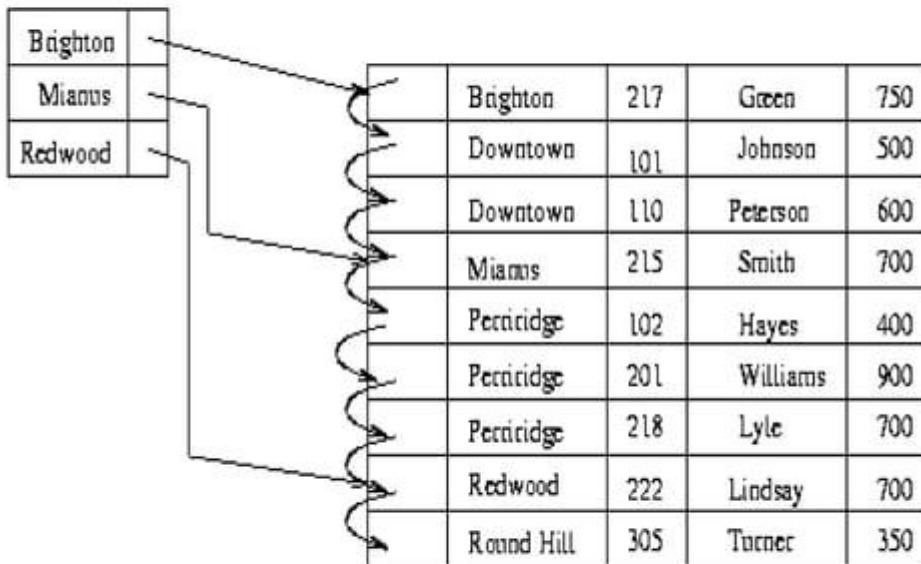 Brighton
Mianus
Redwood
Brighton 217 Green 750
Downtown 101 Johnson 500
Downtown 110 Peterson 600
Mianus 215 Smith 700
Perriridge 102 Hayes 400
Perriridge 201 Williams 900
Perriridge 218 Lyle 700
Redwood 222 Lindsay 700
Round Hill 305 Turner 350